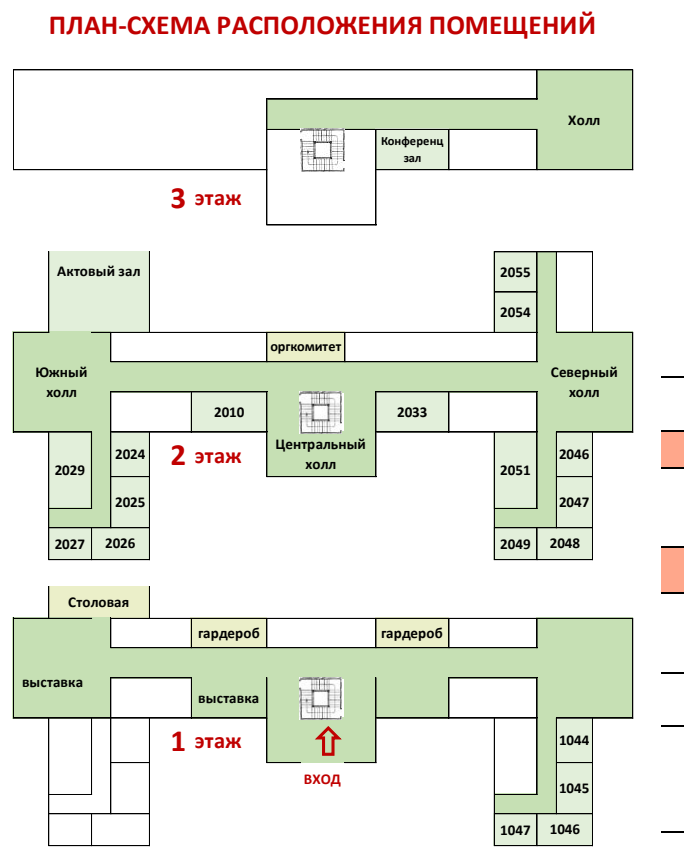 ПЛАН-СХЕМА РАСПОЛОЖЕНИЯ ПОМЕЩЕНИЙ
Холл
Конференц
зал
3 этаж
Актовый зал
2055
2054
оргкомитет
Южный
холл
Северный
холл
2010
2033
Центральный
холл
2 этаж
2029
2024
2025
2027
2026
2051
2046
2047
2049
2048
Столовая
гардероб
гардероб
выставка
выставка
1 этаж
ВХОД
1044
1045
1047
1046